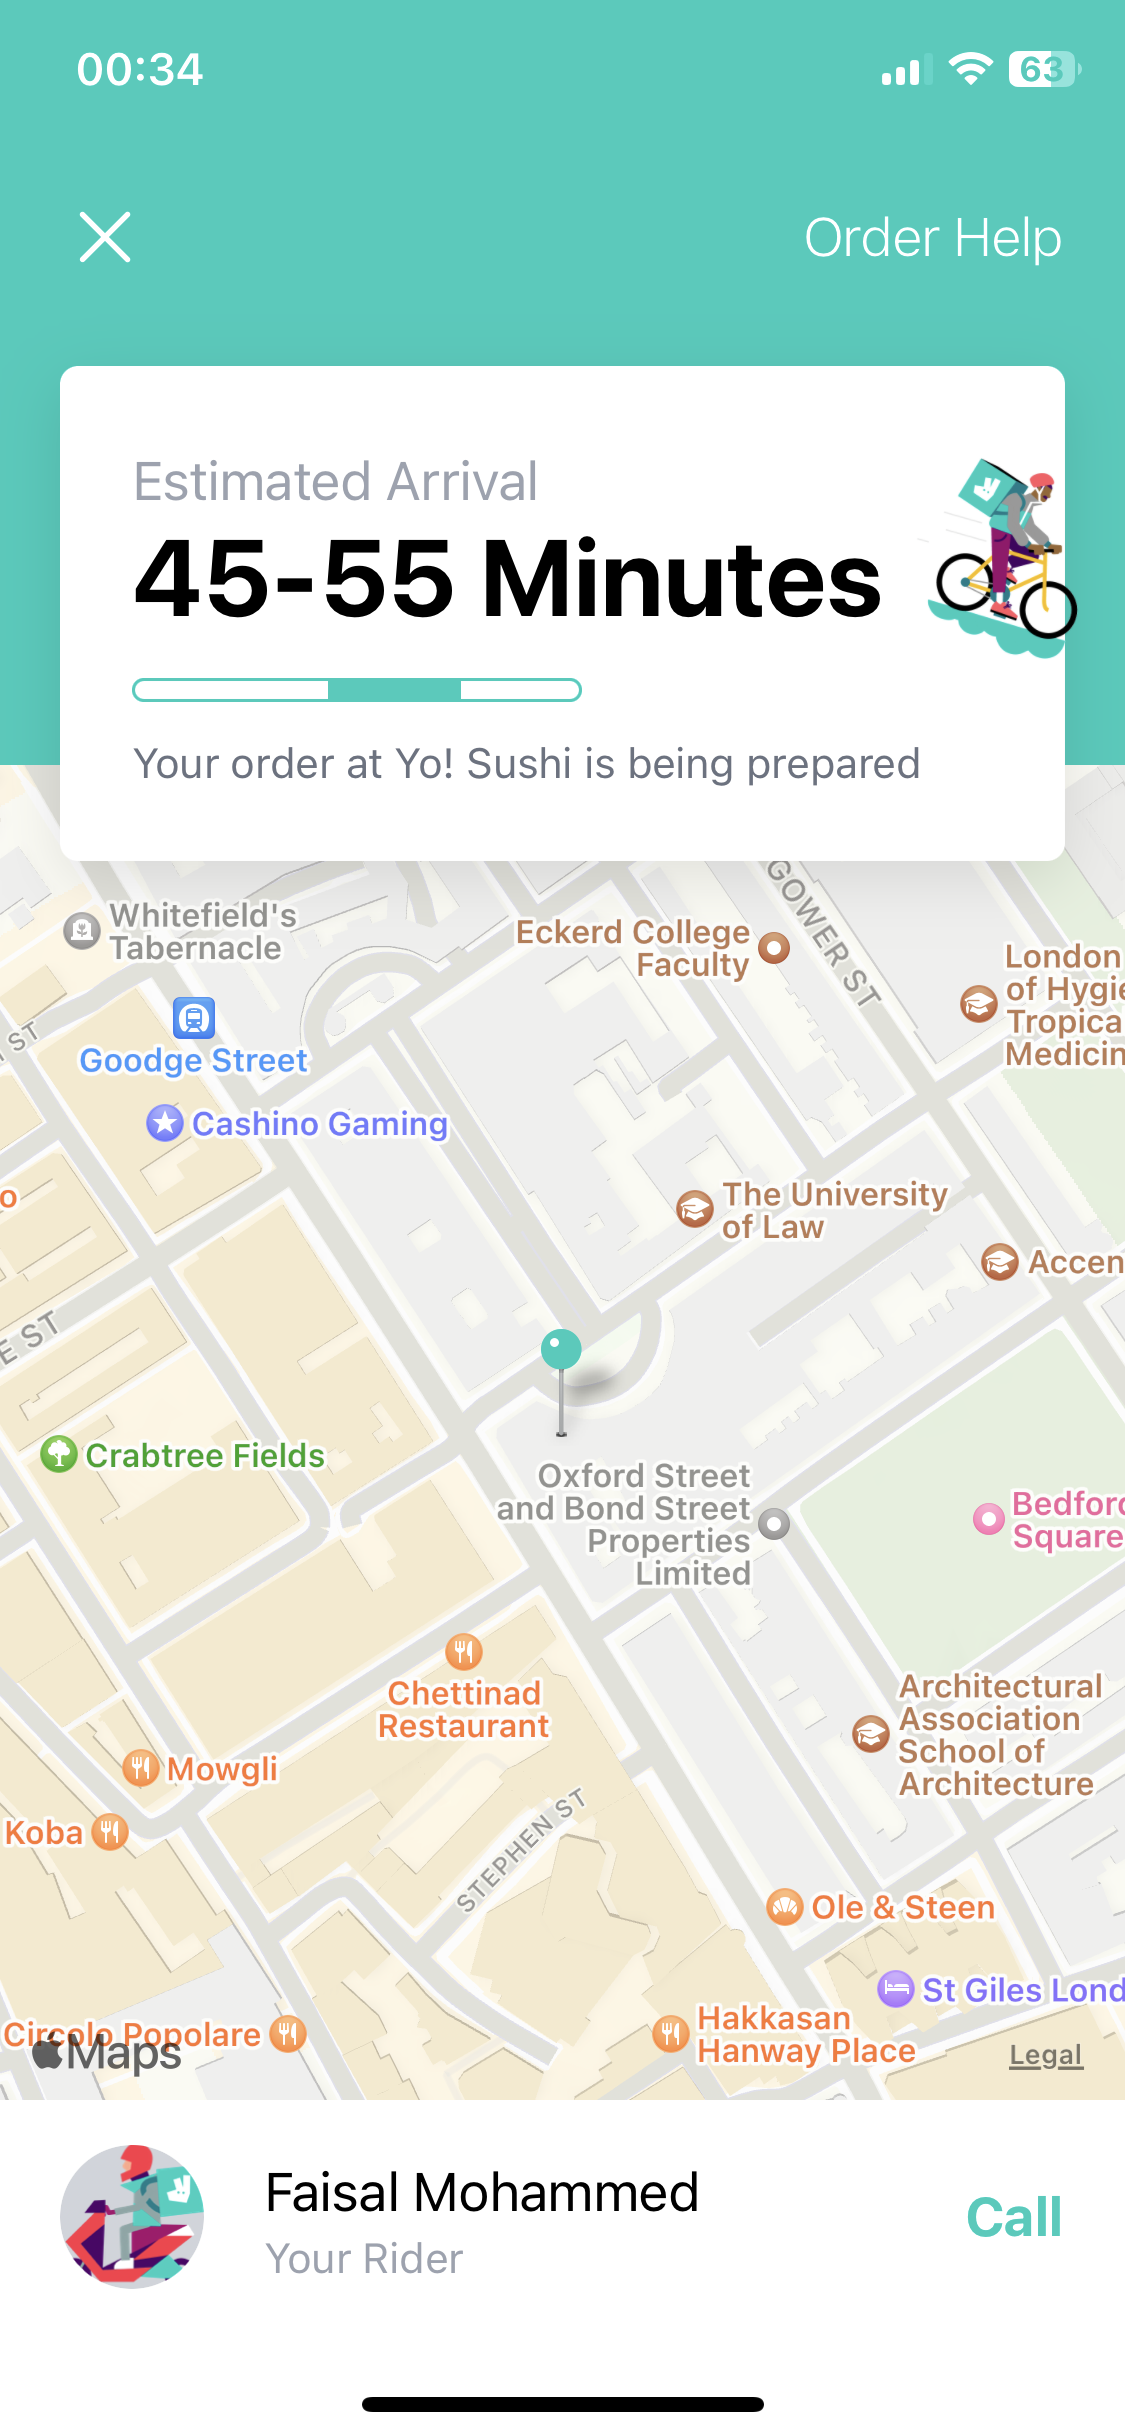 00:34
63
Order Help
Estimated Arrival
45-55 Minutes
Your order at Yo! Sushi is being prepared
GOWER ST
Whitefield's
Tabernacle
Eckerd College
Faculty
London
of Hygie
Tropica
Medicin
ST
Goodge Street
Cashino Gaming
o
The University
of Law
Accen
E ST
Crabtree Fields
Oxford Street
and Bond Street
Properties
Limited
Bedford
Square
Chettinad
Restaurant
Architectural
Association
School of
Architecture
Mowgli
Koba
STEPHEN ST
Ole & Steen
St Giles Lond
Circolo Popolare
Maps
Hakkasan
Hanway Place
Legal
Faisal Mohammed
Your Rider
Call